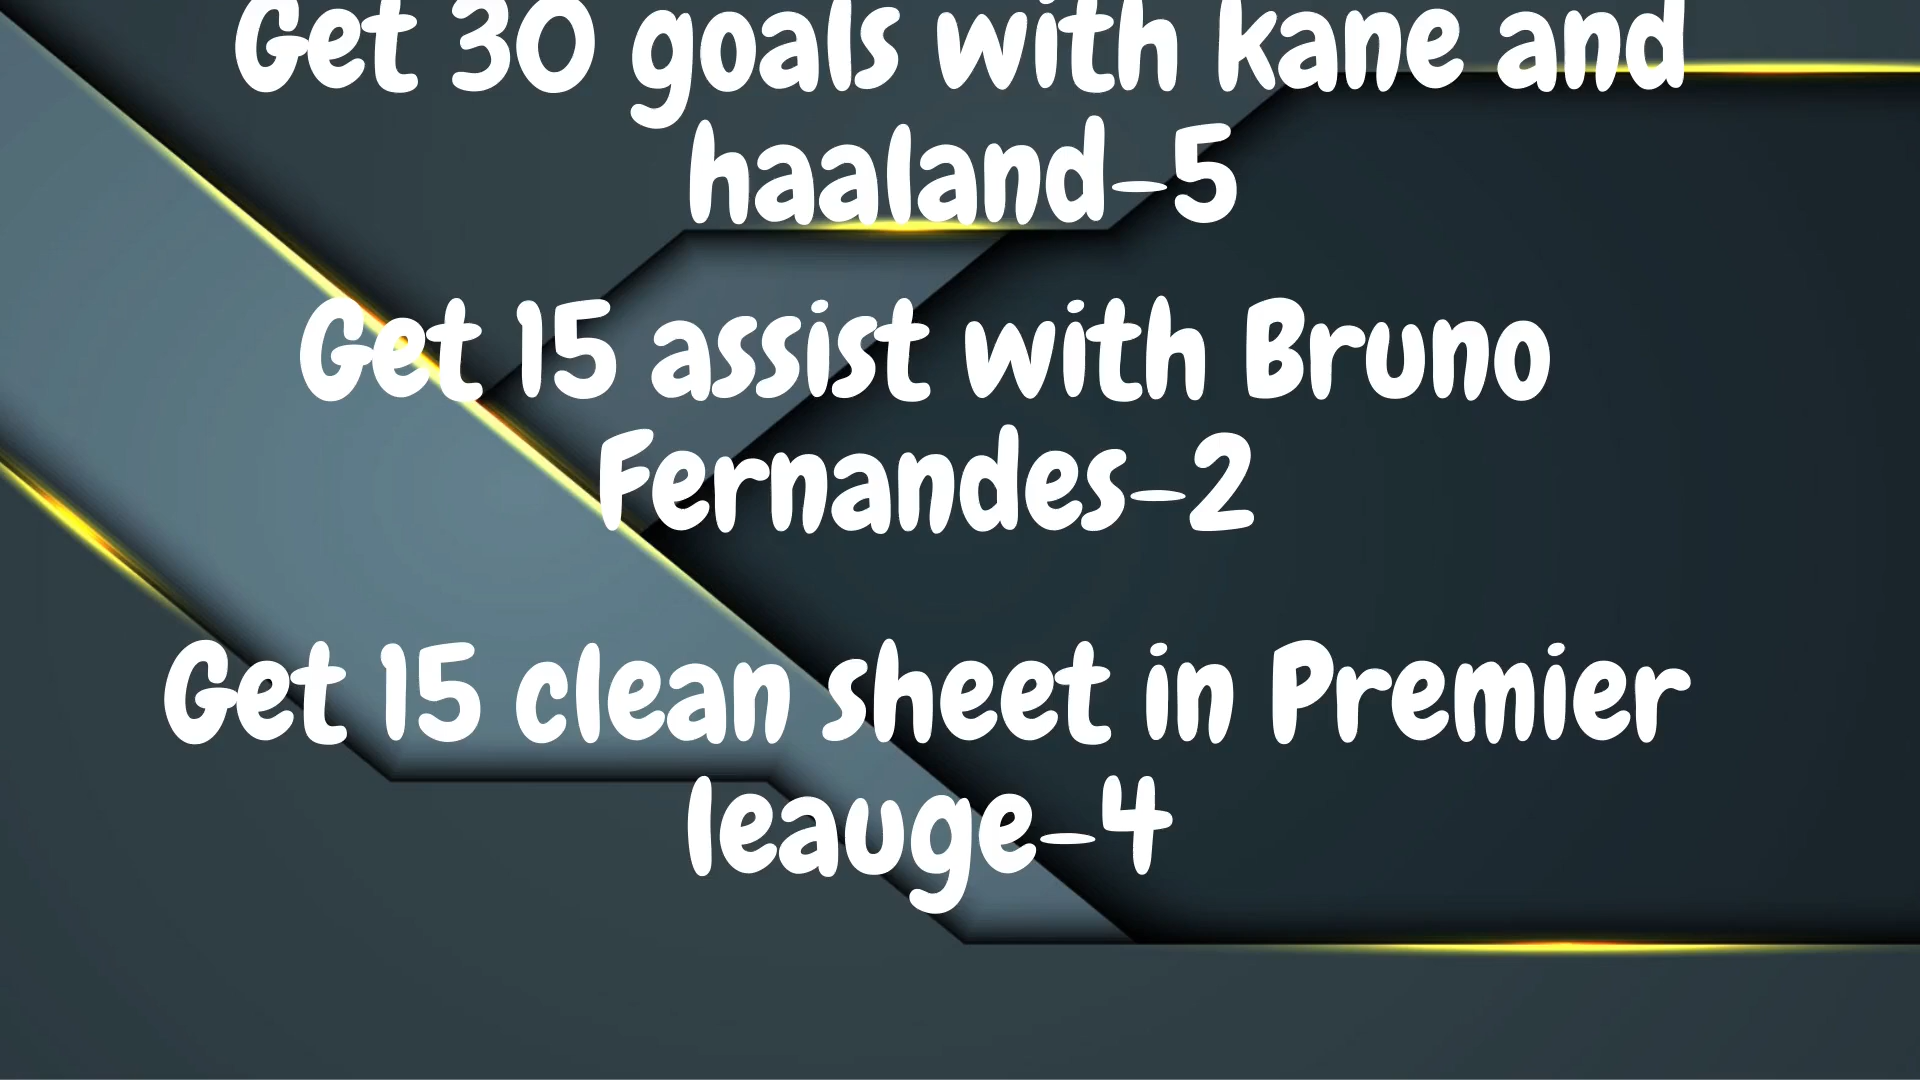 Get 30 goals with kane and
haaland-5
Get 15 assist with Bruno
Fernandes-2
Get 15 clean sheet in Premier
leauge-4